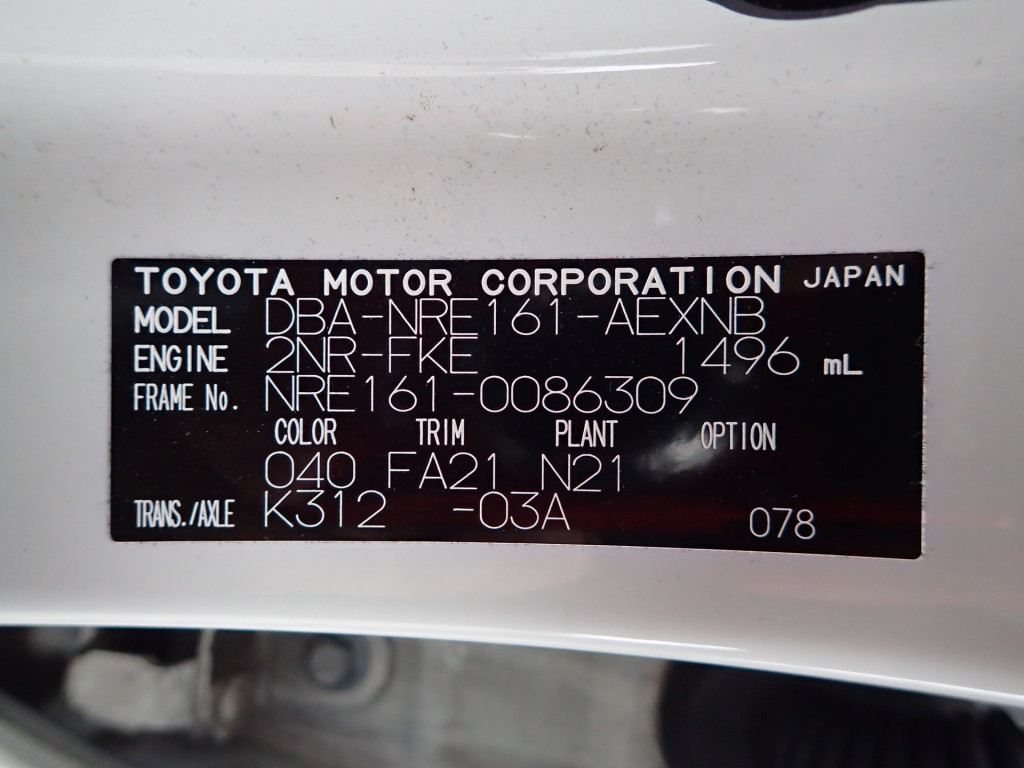 TOYOTA MOTOR CORPORATION JAPAN
MODEL DBA-NRE161-AEXNB
ENGINE 2NR-FKE 1496 mL
FRAME No. NRE161-0086309
COLOR TRIM PLANT OPTION
040 FA21 N21
TRANS./AXLE K312 -03A 078